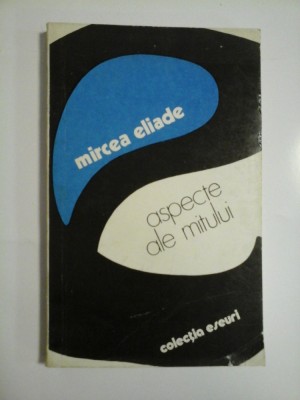 mircea eliade
aspecte
ale mitului
colecția eseuri